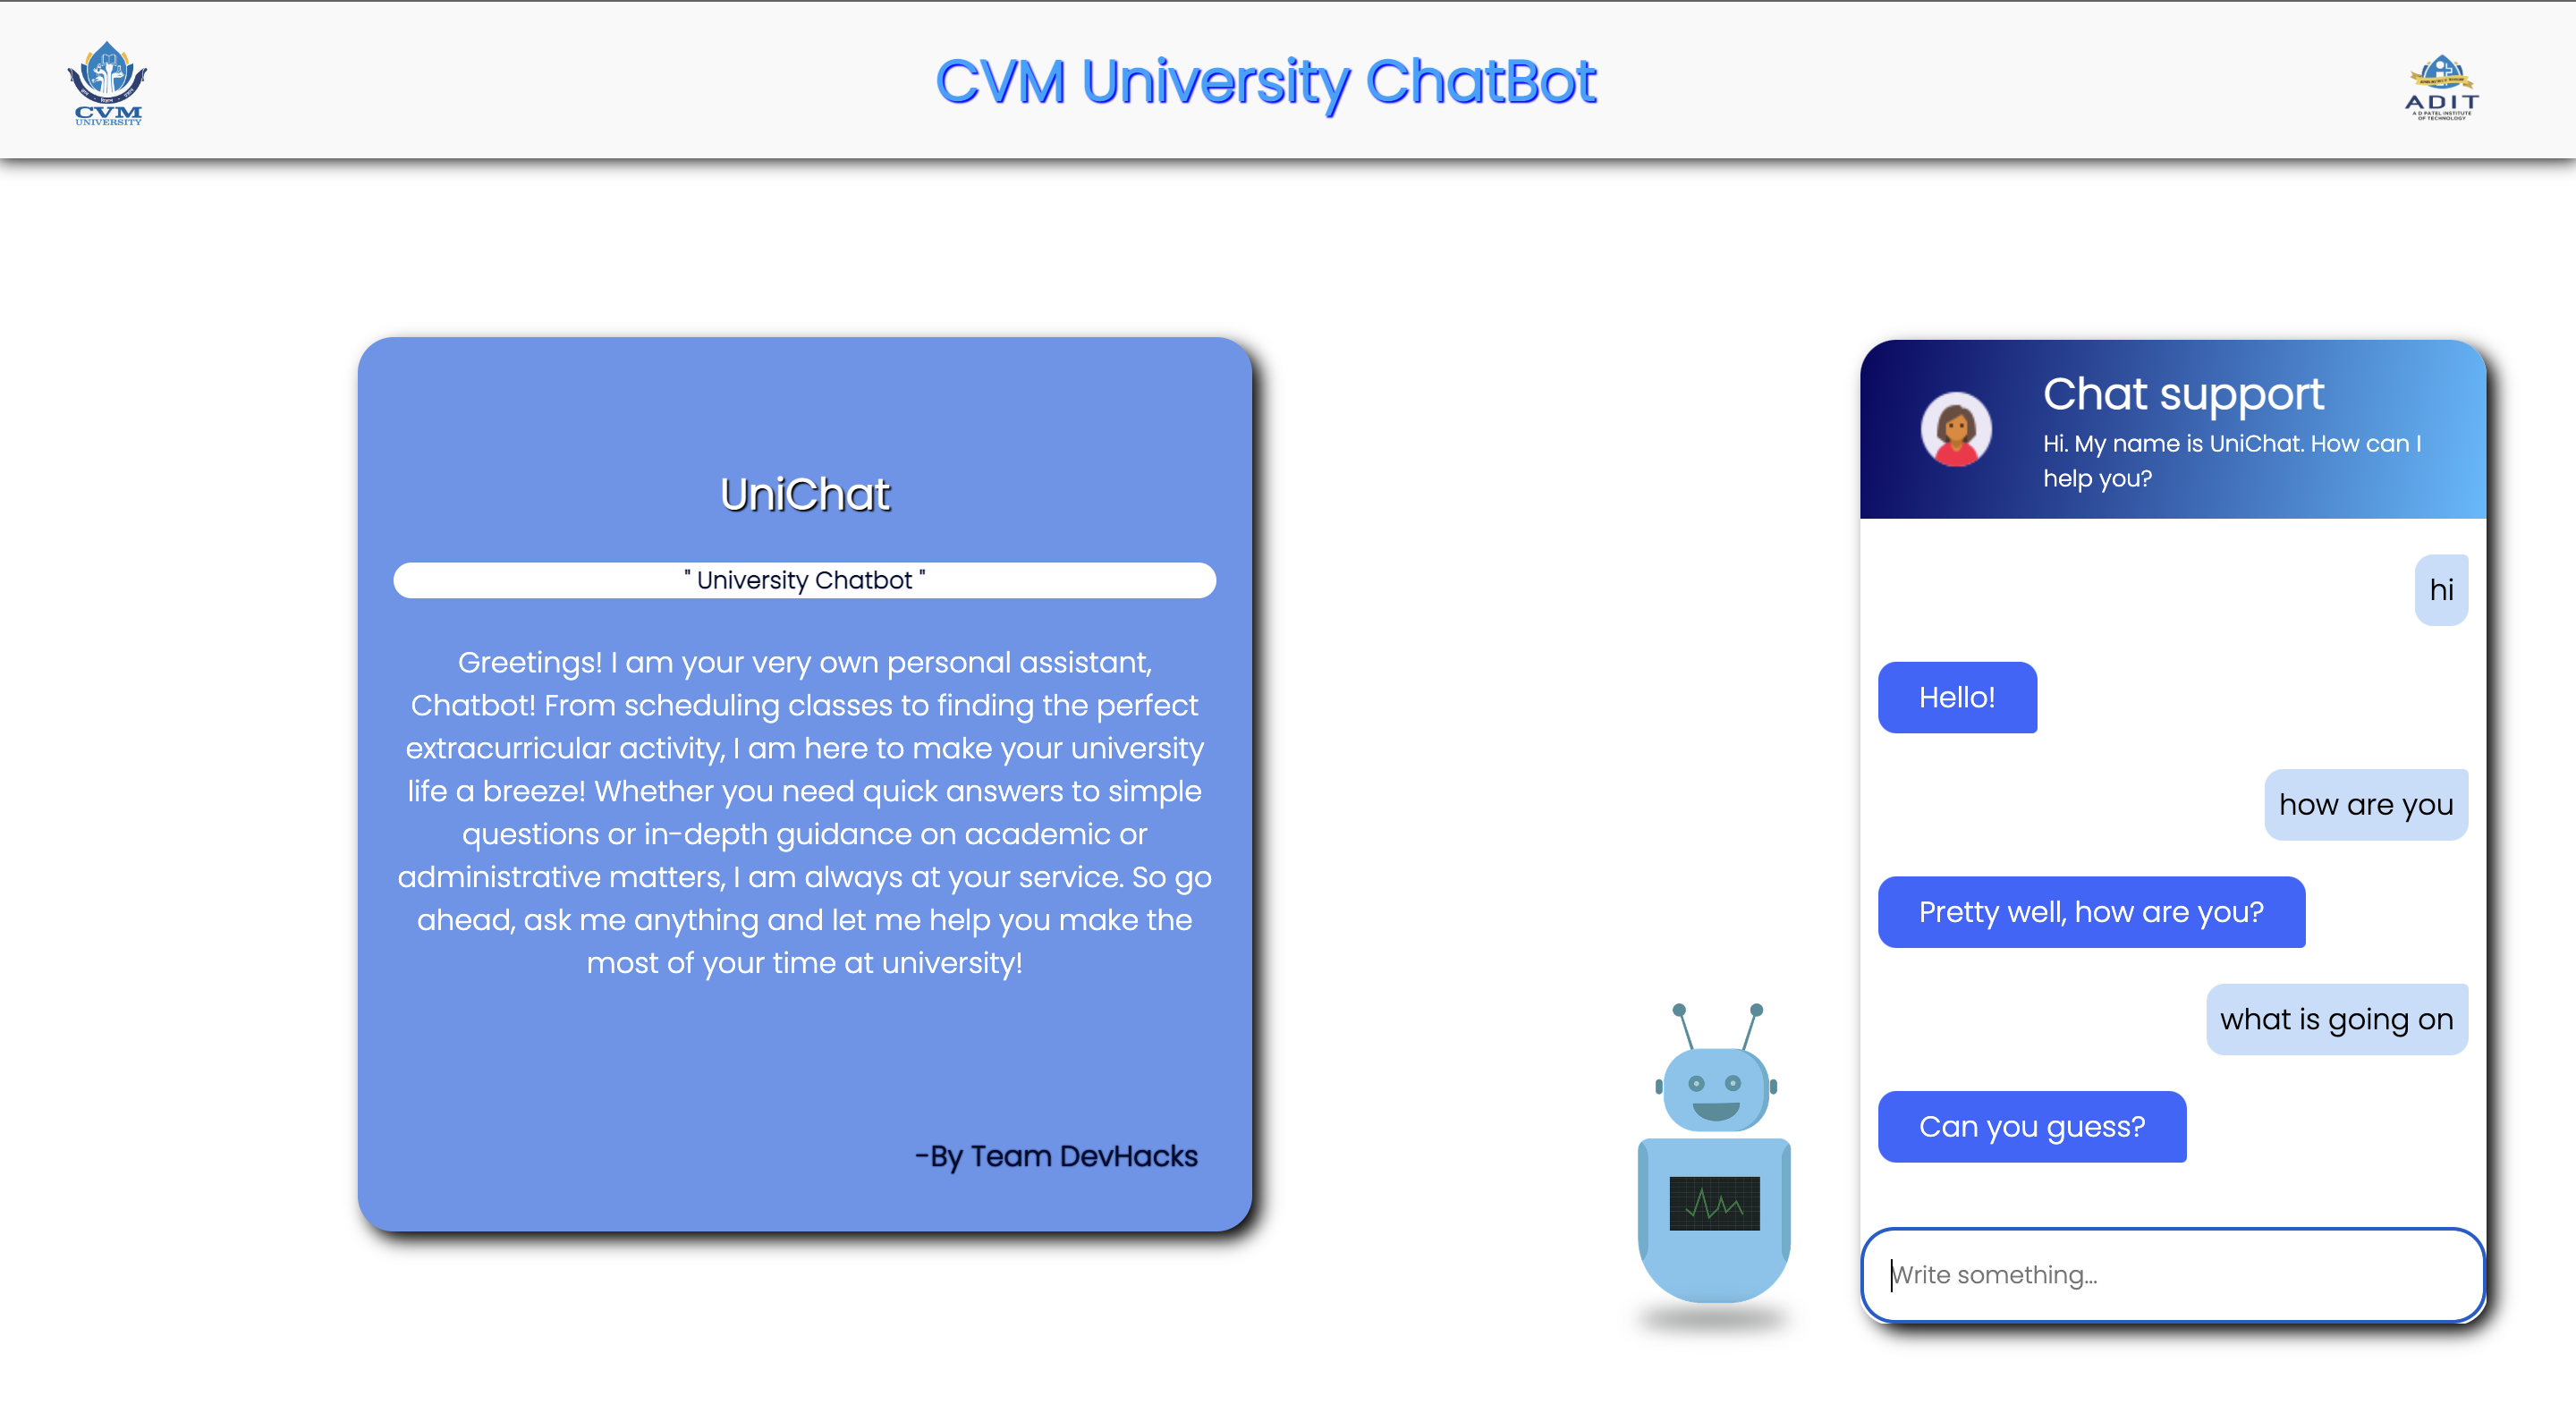 CVM University ChatBot
CVM
UNIVERSITY
ADIT
A D PATEL INSTITUTE
OF TECHNOLOGY
UniChat
" University Chatbot "
Greetings! I am your very own personal assistant,
Chatbot! From scheduling classes to finding the perfect
extracurricular activity, I am here to make your university
life a breeze! Whether you need quick answers to simple
questions or in-depth guidance on academic or
administrative matters, I am always at your service. So go
ahead, ask me anything and let me help you make the
most of your time at university!
-By Team DevHacks
Chat support
Hi. My name is UniChat. How can I
help you?
hi
Hello!
how are you
Pretty well, how are you?
what is going on
Can you guess?
Write something...